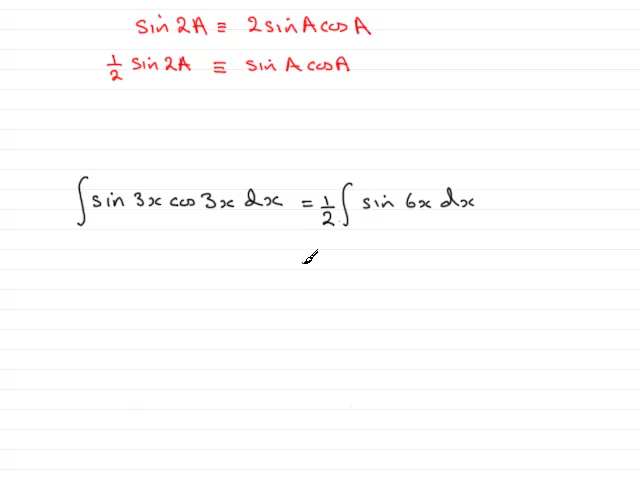 sin 2A ≡ 2 sin A cos A
1/2 sin 2A ≡ sin A cos A
∫ sin 3x cos 3x dx = 1/2 ∫ sin 6x dx